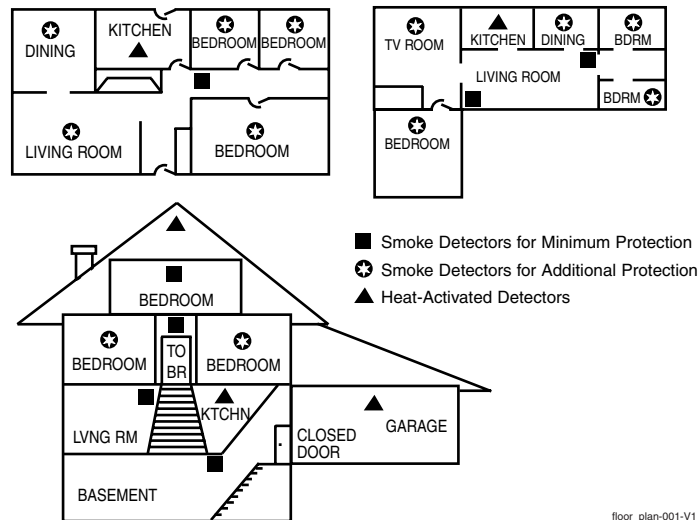 DINING
KITCHEN
BEDROOM
BEDROOM
LIVING ROOM
BEDROOM
TV ROOM
KITCHEN
DINING
BDRM
LIVING ROOM
BDRM
BEDROOM
Smoke Detectors for Minimum Protection
Smoke Detectors for Additional Protection
Heat-Activated Detectors
BEDROOM
BEDROOM
TO
BR
BEDROOM
LVNG RM
KTCHN
CLOSED
DOOR
GARAGE
BASEMENT
floor_plan-001-V1